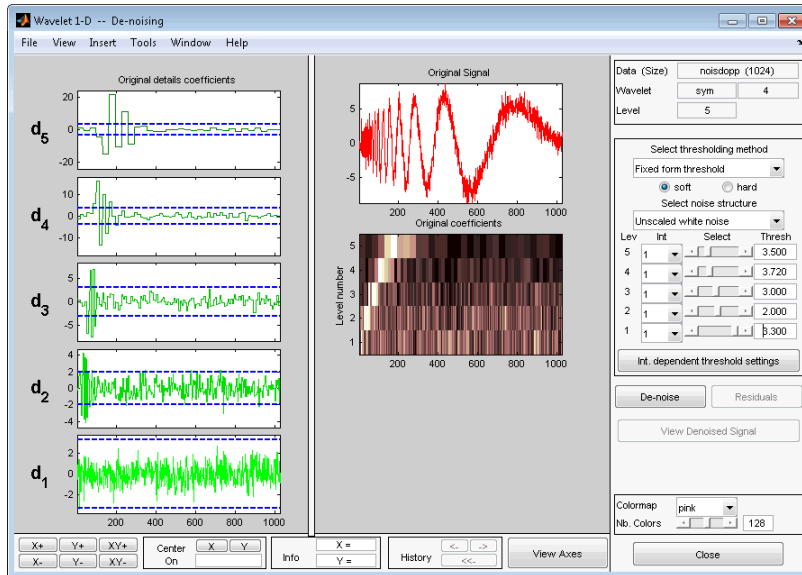 Wavelet 1-D -- De-noising
File View Insert Tools Window Help
Original details coefficients
d5
20
0
-20
d4
10
0
-10
d3
5
0
-5
d2
4
2
0
-2
-4
d1
2
0
-2
200 400 600 800 1000
Original Signal
5
0
-5
200 400 600 800 1000
Original coefficients
Level number
5
4
3
2
1
200 400 600 800 1000
Data (Size) noisdopp (1024)
Wavelet sym 4
Level 5
Select thresholding method
Fixed form threshold
soft hard
Select noise structure
Unscaled white noise
Lev Int Select Thresh
5 1 3.500
4 1 3.720
3 1 3.000
2 1 2.000
1 1 3.300
Int. dependent threshold settings
De-noise Residuals
View Denoised Signal
Colormap pink
Nb. Colors 128
Close
X+ Y+ XY+
X- Y- XY-
Center On X Y
Info X = Y =
History <- -> <<-
View Axes